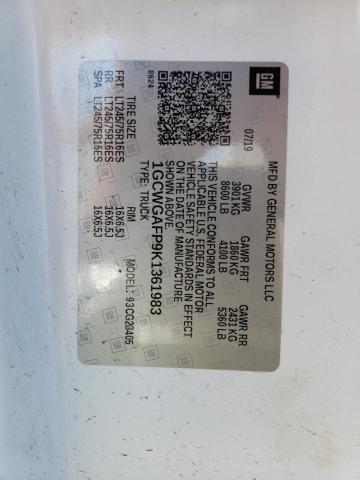 GM
MFD BY GENERAL MOTORS LLC
07/19
GVWR GAWR FRT GAWR RR
3901 KG 1860 KG 2431 KG
8600 LB 4100 LB 5360 LB
THIS VEHICLE CONFORMS TO ALL
APPLICABLE U.S. FEDERAL MOTOR
VEHICLE SAFETY STANDARDS IN EFFECT
ON THE DATE OF MANUFACTURE
SHOWN ABOVE.
1GCWGAFP9K1361983
TYPE: TRUCK MODEL: 93CG23405
8624
TIRE SIZE RIM
FRT LT245/75R16ES 16X6.5J
RR LT245/75R16ES 16X6.5J
SPA LT245/75R16ES 16X6.5J